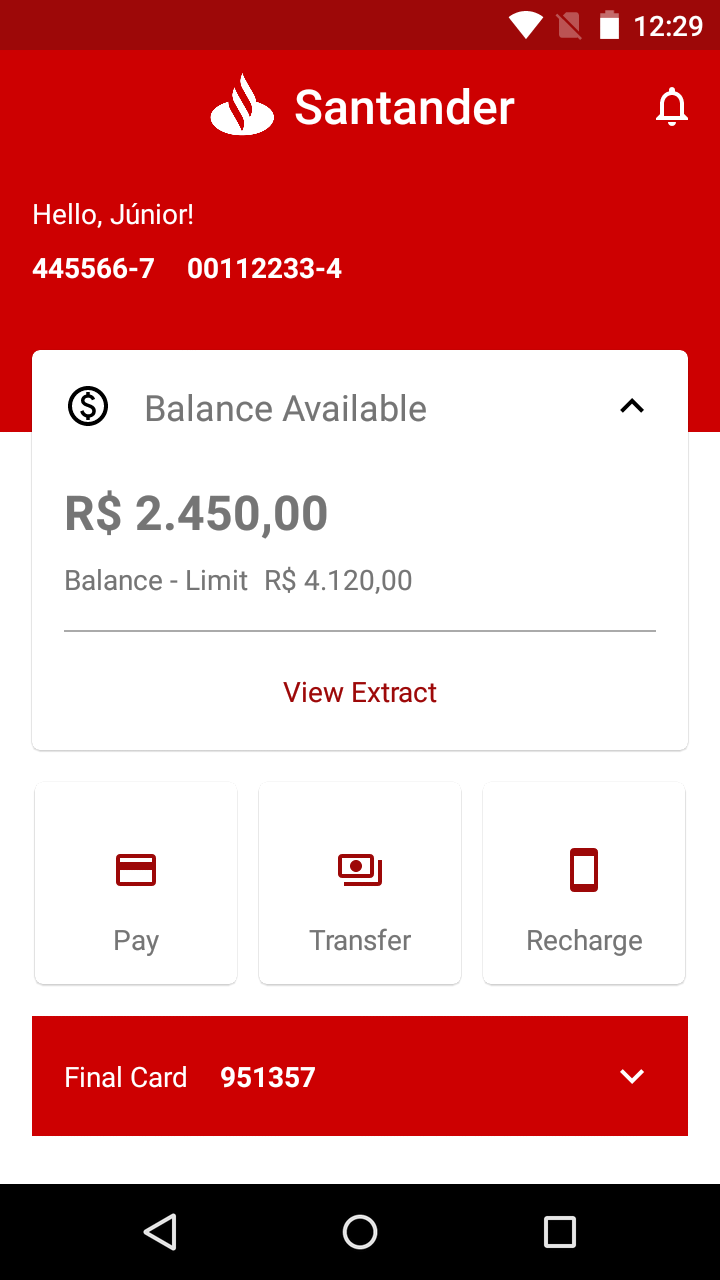 12:29
Santander
Hello, Júnior!
445566-7 00112233-4
Balance Available
R$ 2.450,00
Balance - Limit R$ 4.120,00
View Extract
Pay Transfer Recharge
Final Card 951357